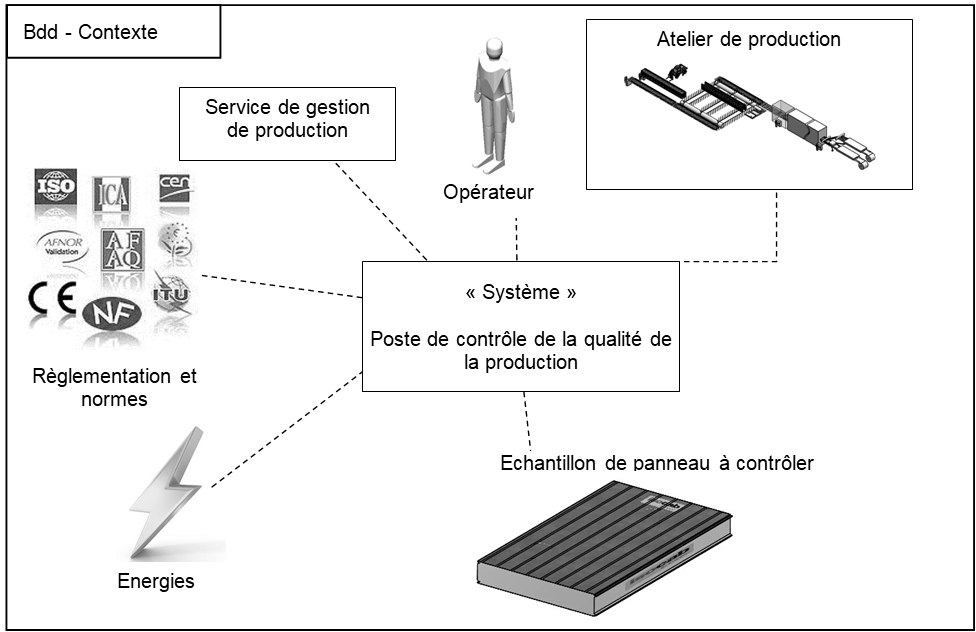 Bdd - Contexte
Atelier de production
Service de gestion
de production
Opérateur
ISO
ICA
cen
AFNOR
Validation
AF
AQ
CE
NF
ITU
« Système »
Poste de contrôle de la qualité de
la production
Règlementation et
normes
Echantillon de panneau à contrôler
Energies